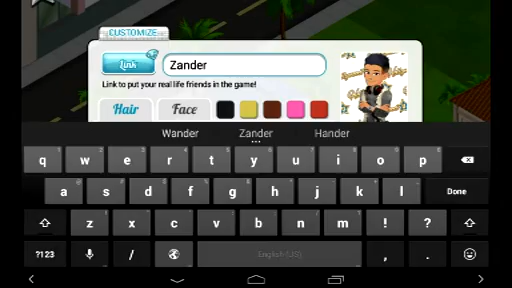 CUSTOMIZE
Link
Zander
Link to put your real life friends in the game!
Hair Face
Wander Zander Hander
q w e r t y u i o p
a s d f g h j k l Done
z x c v b n m ! ?
?123 / English (US) , .